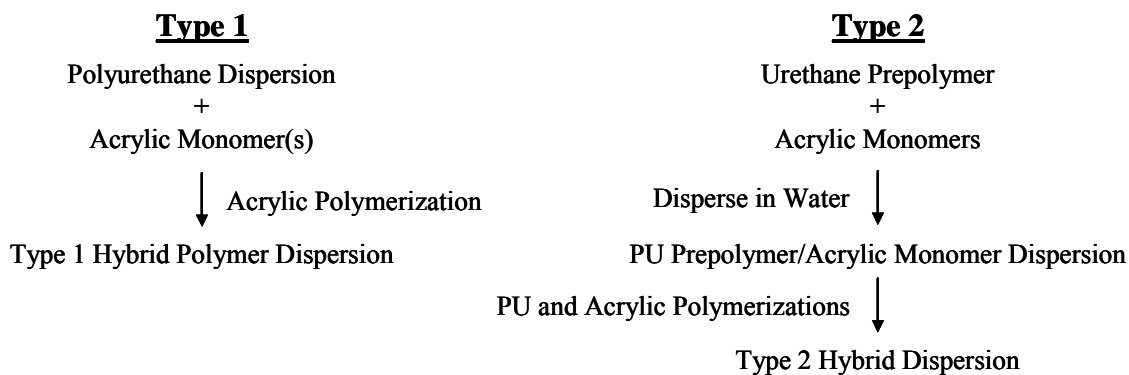 Type 1
Polyurethane Dispersion
+
Acrylic Monomer(s)
Acrylic Polymerization
Type 1 Hybrid Polymer Dispersion
Type 2
Urethane Prepolymer
+
Acrylic Monomers
Disperse in Water
PU Prepolymer/Acrylic Monomer Dispersion
PU and Acrylic Polymerizations
Type 2 Hybrid Dispersion